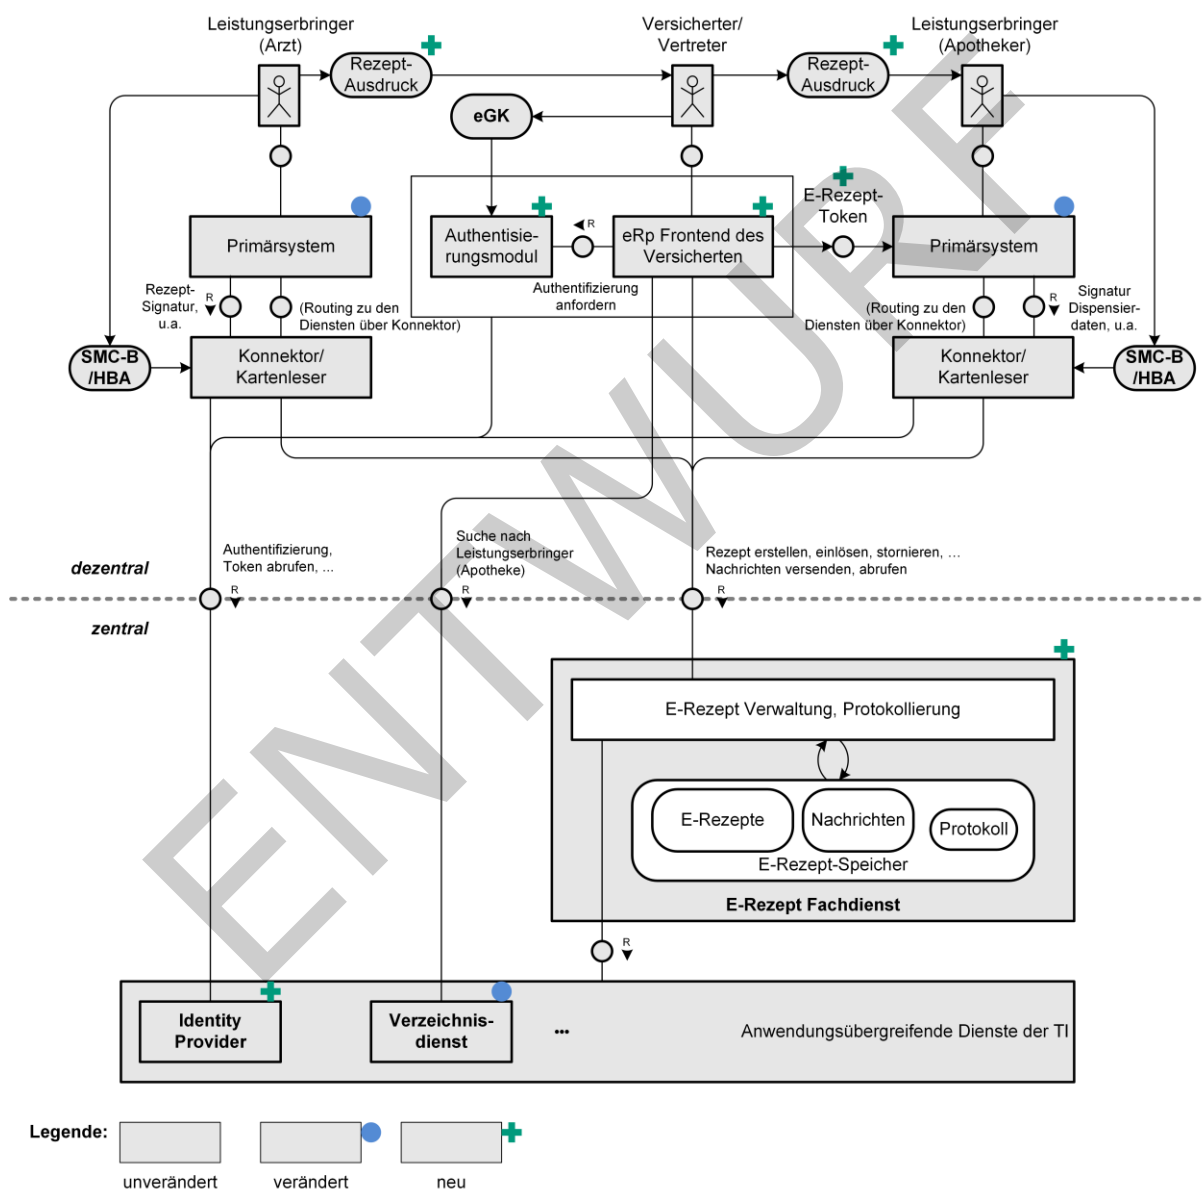 Leistungserbringer
(Arzt)
Versicherter/
Vertreter
Leistungserbringer
(Apotheker)
Rezept-
Ausdruck
Rezept-
Ausdruck
eGK
E-Rezept-
Token
Primärsystem
Authentisie-
rungsmodul
R
eRp Frontend des
Versicherten
Primärsystem
Authentifizierung
anfordern
Rezept-
Signatur,
u.a.
R
(Routing zu den
Diensten über Konnektor)
(Routing zu den
Diensten über Konnektor)
R
Signatur
Dispensier-
daten, u.a.
SMC-B
/HBA
Konnektor/
Kartenleser
Konnektor/
Kartenleser
SMC-B
/HBA
Authentifizierung,
Token abrufen, ...
Suche nach
Leistungserbringer
(Apotheke)
Rezept erstellen, einlösen, stornieren, ...
Nachrichten versenden, abrufen
dezentral
R
R
R
zentral
E-Rezept Verwaltung, Protokollierung
E-Rezepte
Nachrichten
Protokoll
E-Rezept-Speicher
E-Rezept Fachdienst
R
Identity
Provider
Verzeichnis-
dienst
...
Anwendungsübergreifende Dienste der TI
Legende:
unverändert
verändert
neu
ENTWURF